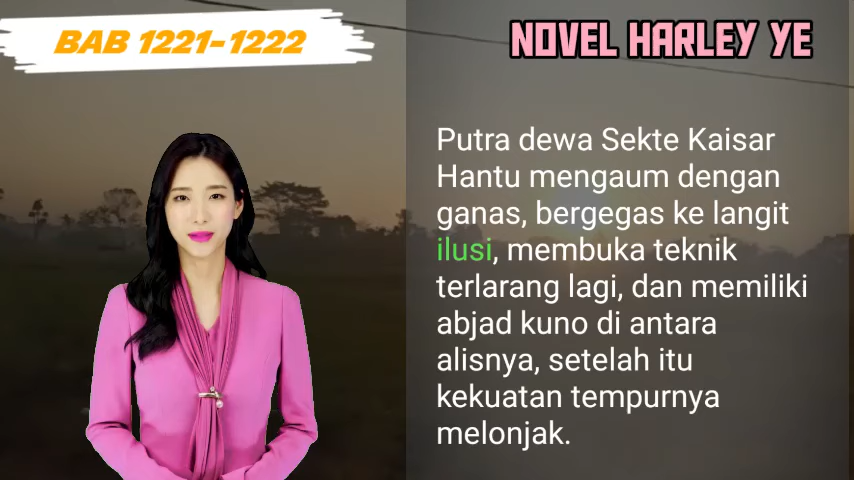 BAB 1221-1222
NOVEL HARLEY YE
Putra dewa Sekte Kaisar
Hantu mengaum dengan
ganas, bergegas ke langit
ilusi, membuka teknik
terlarang lagi, dan memiliki
abjad kuno di antara
alisnya, setelah itu
kekuatan tempurnya
melonjak.